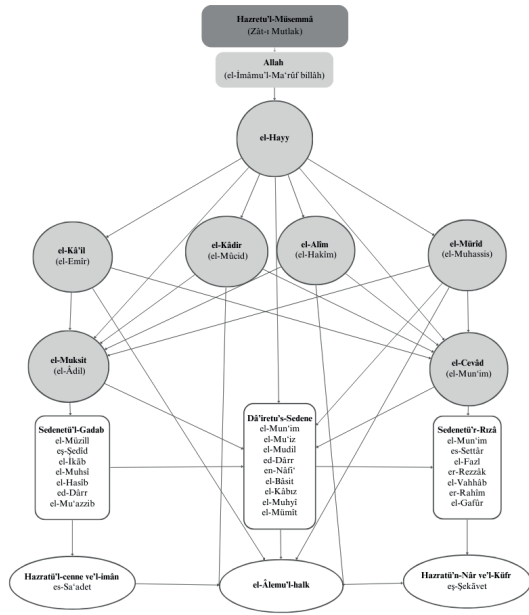 Hazretu'l-Müsemmâ
(Zât-ı Mutlak)
Allah
(el-İmâmu'l-Ma'rûf billâh)
el-Hayy
el-Kâ'il
(el-Emîr)
el-Kâdir
(el-Mûcid)
el-Alîm
(el-Hakîm)
el-Mürîd
(el-Muhassis)
el-Muksit
(el-Âdil)
el-Cevâd
(el-Mun'im)
Sedenetü'l-Gadab
el-Müzill
eş-Şedîd
el-İkâb
el-Muhsî
el-Hasîb
ed-Dârr
el-Mu'azzib
Dâ'iretu's-Sedene
el-Mun'im
el-Mu'iz
el-Mudil
ed-Dârr
en-Nâfi'
el-Bâsit
el-Kâbız
el-Muhyî
el-Mümît
Sedenetü'r-Rızâ
el-Mun'im
es-Settâr
el-Fazl
er-Rezzâk
el-Vahhâb
er-Rahîm
el-Gafûr
Hazratü'l-cenne ve'l-imân
es-Sa'adet
el-Âlemu'l-halk
Hazratü'n-Nâr ve'l-Küfr
eş-Şekâvet